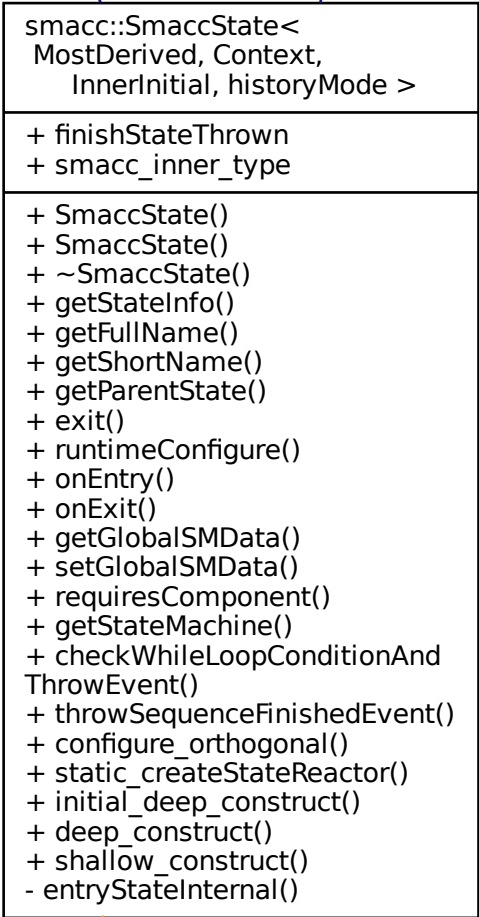 smacc::SmaccState<
MostDerived, Context,
InnerInitial, historyMode >
+ finishStateThrown
+ smacc_inner_type
+ SmaccState()
+ SmaccState()
+ ~SmaccState()
+ getStateInfo()
+ getFullName()
+ getShortName()
+ getParentState()
+ exit()
+ runtimeConfigure()
+ onEntry()
+ onExit()
+ getGlobalSMData()
+ setGlobalSMData()
+ requiresComponent()
+ getStateMachine()
+ checkWhileLoopConditionAnd
ThrowEvent()
+ throwSequenceFinishedEvent()
+ configure_orthogonal()
+ static_createStateReactor()
+ initial_deep_construct()
+ deep_construct()
+ shallow_construct()
- entryStateInternal()